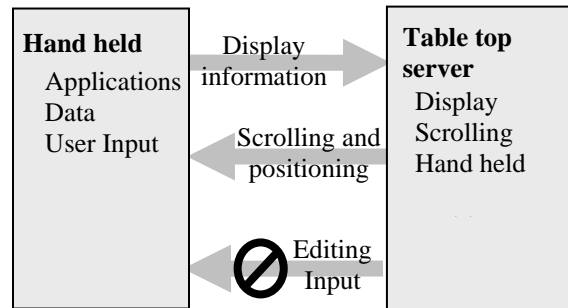 Hand held
Applications
Data
User Input
Display
information
Scrolling and
positioning
Editing
Input
Table top
server
Display
Scrolling
Hand held